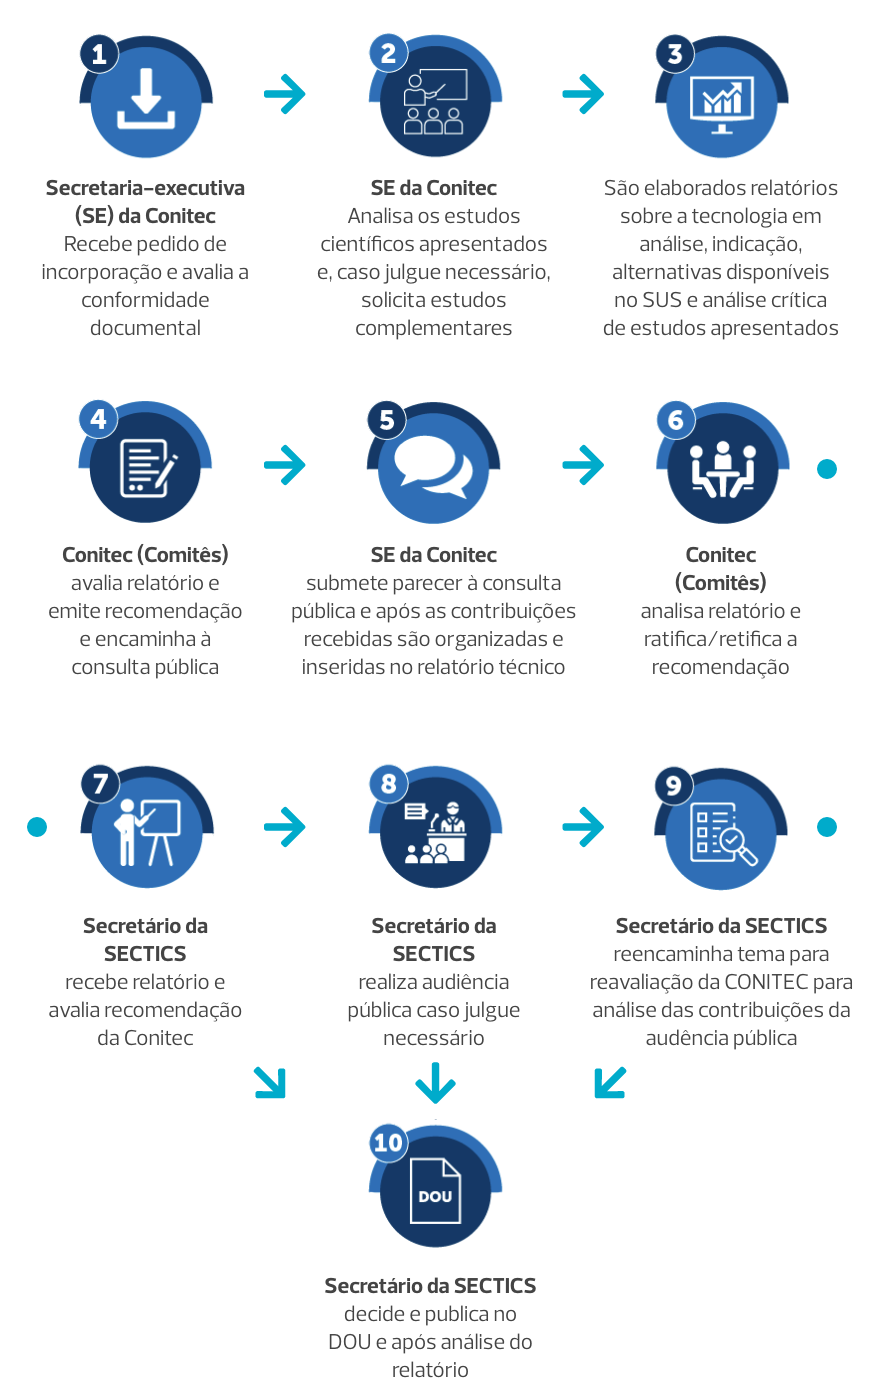 1
Secretaria-executiva
(SE) da Conitec
Recebe pedido de
incorporação e avalia a
conformidade
documental
2
SE da Conitec
Analisa os estudos
científicos apresentados
e, caso julgue necessário,
solicita estudos
complementares
3
São elaborados relatórios
sobre a tecnologia em
análise, indicação,
alternativas disponíveis
no SUS e análise crítica
de estudos apresentados
4
Conitec (Comitês)
avalia relatório e
emite recomendação
e encaminha à
consulta pública
5
SE da Conitec
submete parecer à consulta
pública e após as contribuições
recebidas são organizadas e
inseridas no relatório técnico
6
Conitec
(Comitês)
analisa relatório e
ratifica/retifica a
recomendação
7
Secretário da
SECTICS
recebe relatório e
avalia recomendação
da Conitec
8
Secretário da
SECTICS
realiza audiência
pública caso julgue
necessário
9
Secretário da SECTICS
reencaminha tema para
reavaliação da CONITEC para
análise das contribuições da
audência pública
10
DOU
Secretário da SECTICS
decide e publica no
DOU e após análise do
relatório